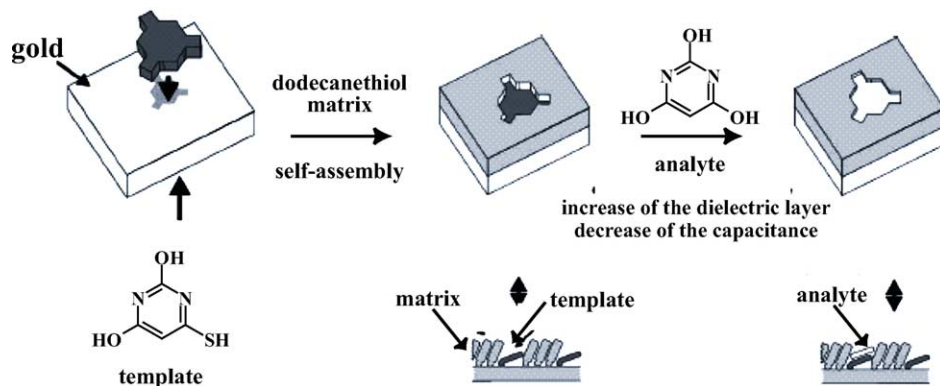 gold
dodecanethiol
matrix
self-assembly
OH
N N
HO OH
analyte
increase of the dielectric layer
decrease of the capacitance
OH
N N
HO SH
template
matrix
template
analyte